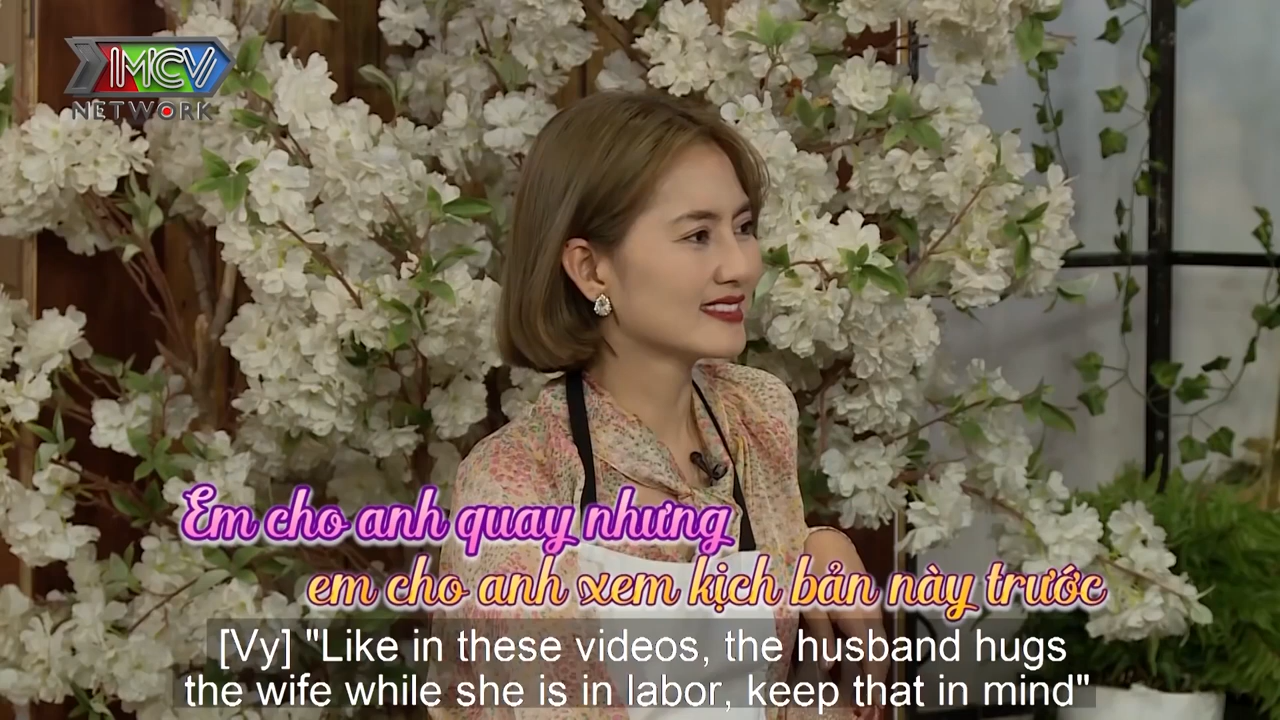 MCV
NETWORK
Em cho anh quay nhưng
em cho anh xem kịch bản này trước
[Vy] "Like in these videos, the husband hugs
the wife while she is in labor, keep that in mind"